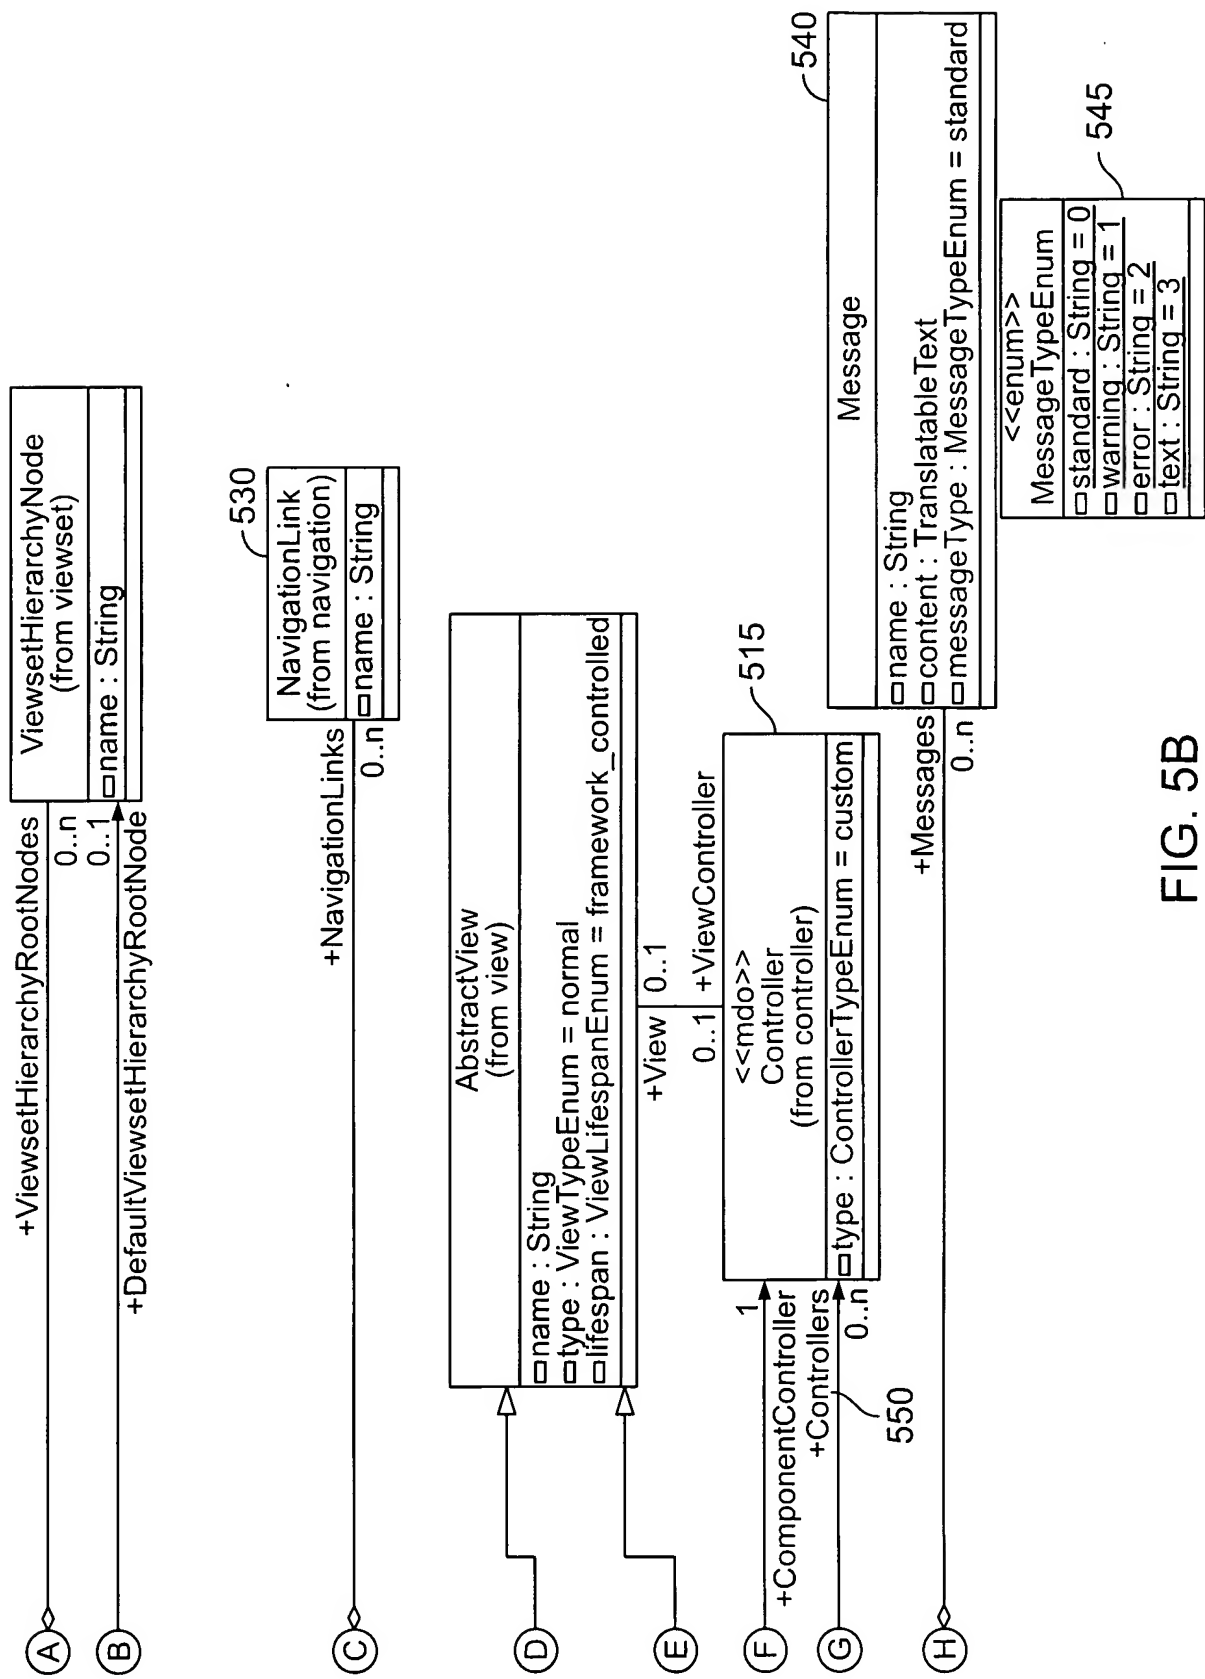 A
+ViewsetHierarchyRootNodes
0..n
ViewsetHierarchyNode
(from viewset)
name : String
0..1
B
+DefaultViewsetHierarchyRootNode
530
NavigationLink
(from navigation)
name : String
C
+NavigationLinks
0..n
AbstractView
(from view)
name : String
type : ViewTypeEnum = normal
lifespan : ViewLifespanEnum = framework_controlled
D
E
+View
0..1
0..1
+ViewController
515
<<mdo>>
Controller
(from controller)
type : ControllerTypeEnum = custom
F
1
+ComponentController
G
+Controllers
0..n
550
540
Message
name : String
content : TranslatableText
messageType : MessageTypeEnum = standard
H
+Messages
0..n
545
<<enum>>
MessageTypeEnum
standard : String = 0
warning : String = 1
error : String = 2
text : String = 3
FIG. 5B